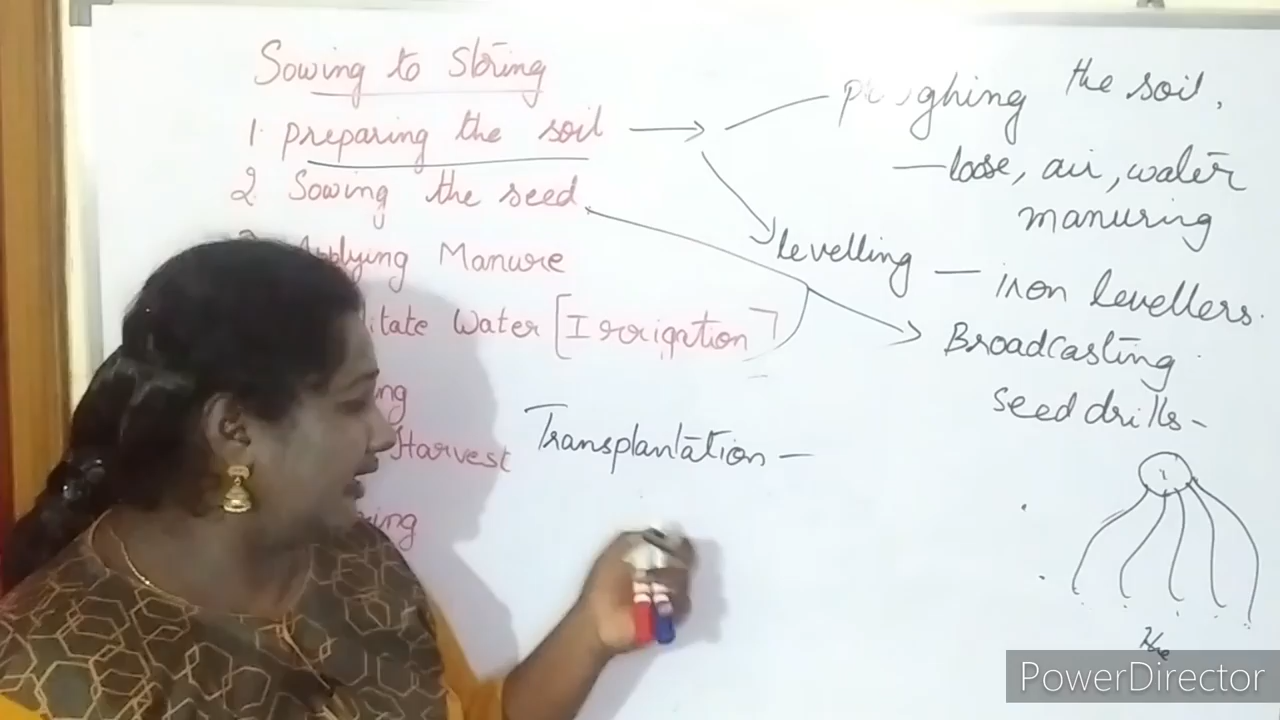 Sowing to Storing
1. preparing the soil
2. Sowing the seed
Applying Manure
Water [Irrigation]
Harvest
Transplantation -
the soil.
- loose, air, water
manuring
levelling - iron levellers.
Broadcasting
Seed drills -
PowerDirector